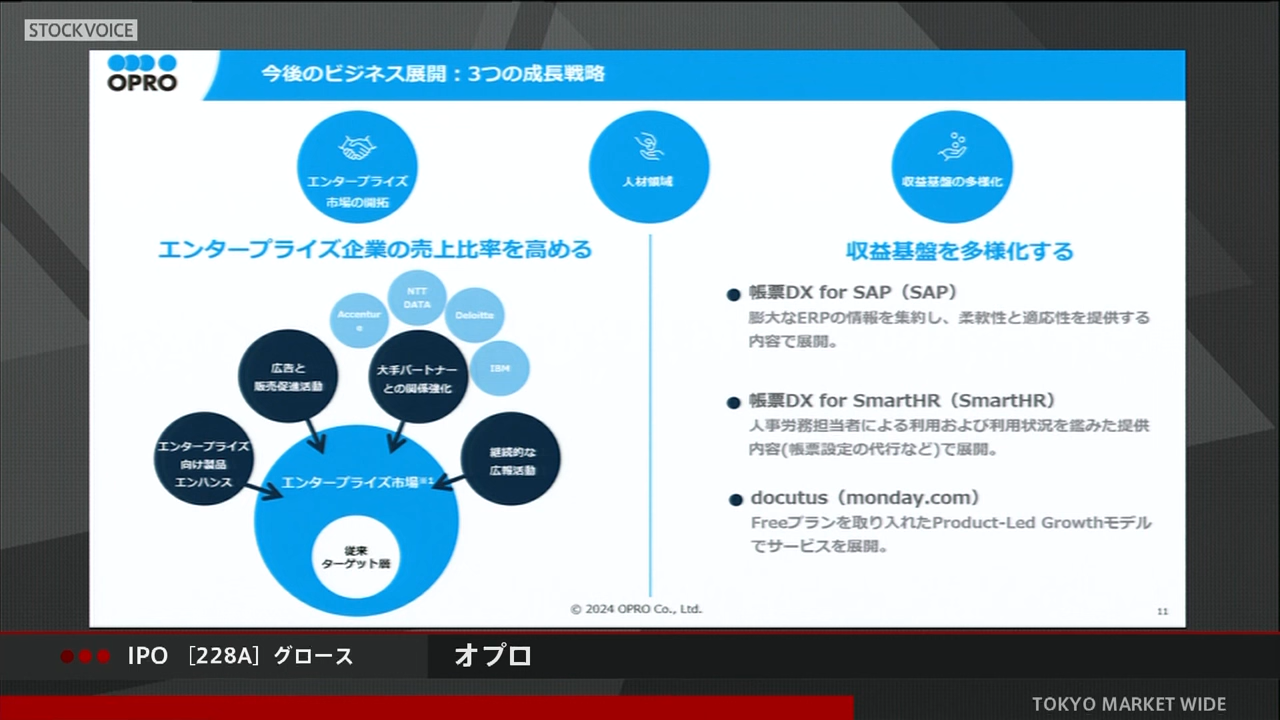 STOCKVOICE
OPRO
今後のビジネス展開：3つの成長戦略
エンタープライズ
市場の開拓
人材領域
収益基盤の多様化
エンタープライズ企業の売上比率を高める
収益基盤を多様化する
NTT
DATA
Accentur
e
Deloitte
IBM
広告と
販売促進活動
大手パートナー
との関係強化
エンタープライズ
向け製品
エンハンス
継続的な
広報活動
エンタープライズ市場※1
従来
ターゲット層
● 帳票DX for SAP（SAP）
膨大なERPの情報を集約し、柔軟性と適応性を提供する
内容で展開。
● 帳票DX for SmartHR（SmartHR）
人事労務担当者による利用および利用状況を鑑みた提供
内容(帳票設定の代行など)で展開。
● docutus（monday.com）
Freeプランを取り入れたProduct-Led Growthモデル
でサービスを展開。
© 2024 OPRO Co., Ltd.
11
IPO ［228A］グロース
オプロ
TOKYO MARKET WIDE